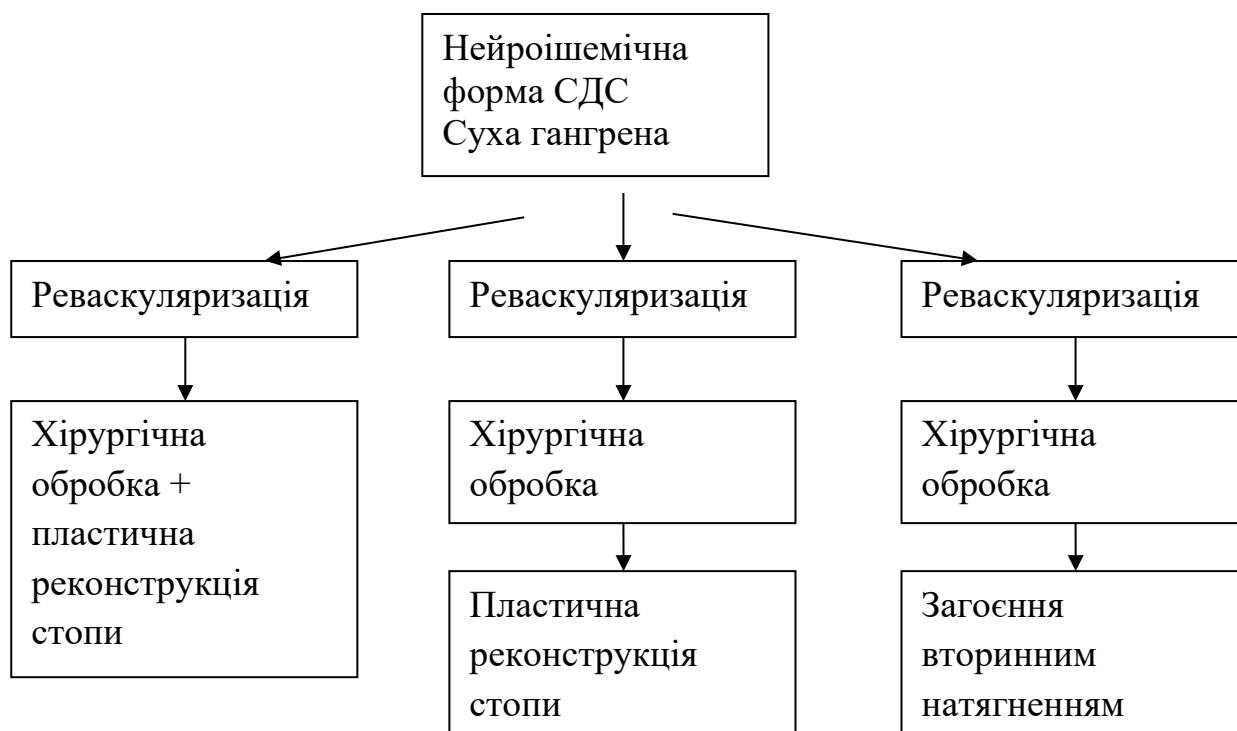 Нейроішемічна
форма СДС
Суха гангрена
Реваскуляризація
Реваскуляризація
Реваскуляризація
Хірургічна
обробка +
пластична
реконструкція
стопи
Хірургічна
обробка
Хірургічна
обробка
Пластична
реконструкція
стопи
Загоєння
вторинним
натягненням